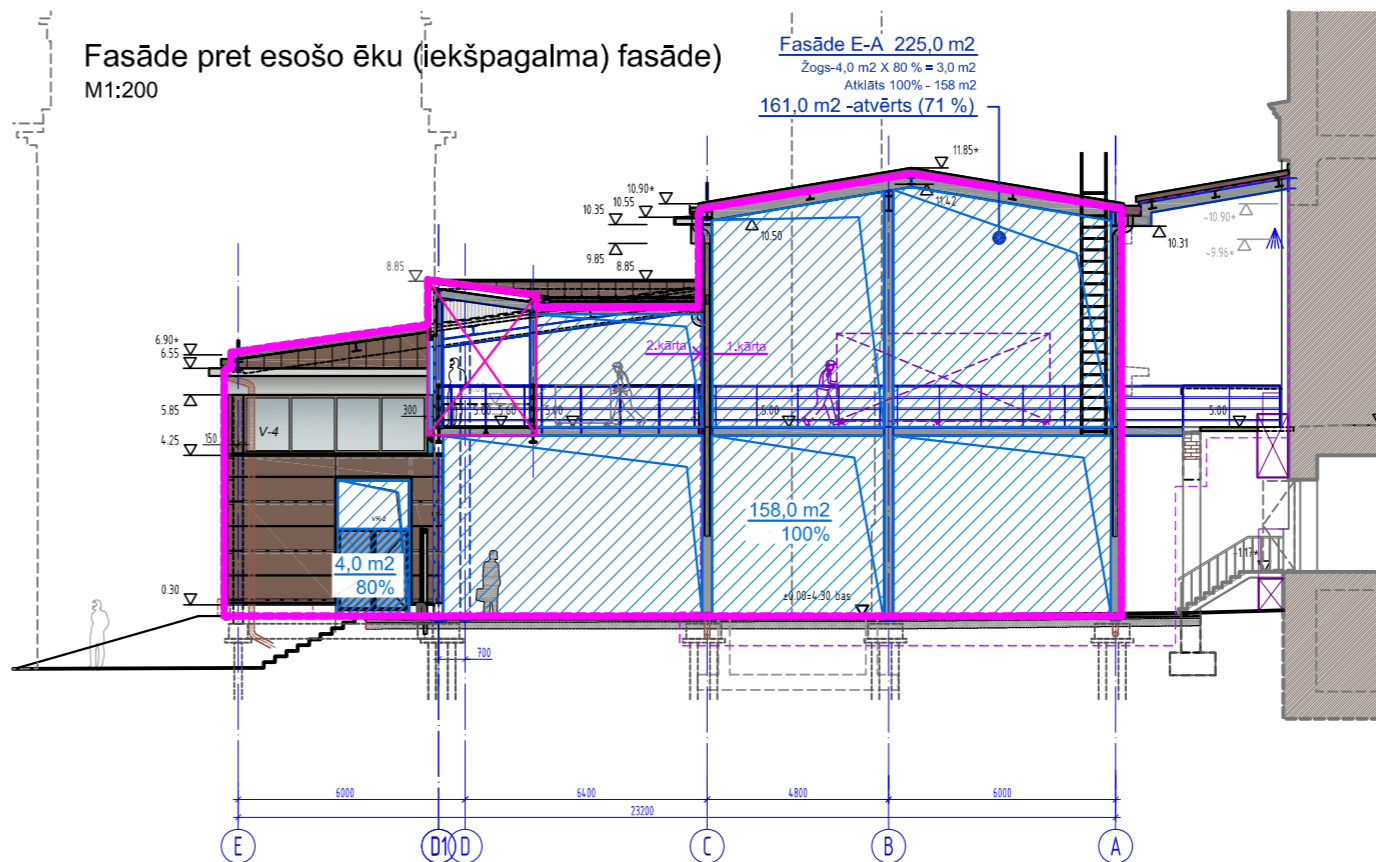 Fasāde pret esošo ēku (iekšpagalma) fasāde)
M1:200
Fasāde E-A 225,0 m2
Žogs-4,0 m2 X 80 % = 3,0 m2
Atklāts 100% - 158 m2
161,0 m2 -atvērts (71 %)
11.85*
10.90*
10.55
10.35
11.42
10.50
10.31
~10.90*
~9.96*
9.85
8.85
8.85
6.90*
6.55
2.kārta
1.kārta
5.85
300
5.00
5.60
5.00
5.00
5.00
V-4
150
4.25
158,0 m2
100%
4,0 m2
80%
-1.17*
0.30
±0.00=4.30 bas
700
6000
6400
4800
6000
23200
E
D1
D
C
B
A